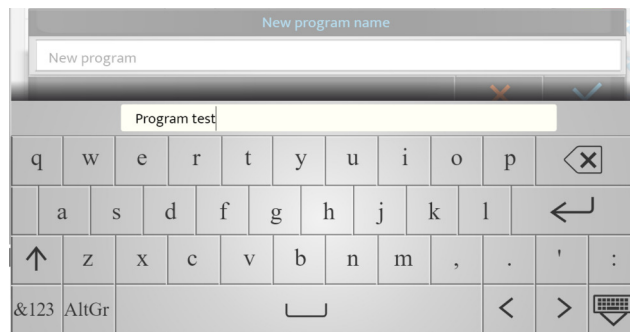 New program name
New program
Program test
q w e r t y u i o p
a s d f g h j k l
z x c v b n m , . ' :
&123 AltGr < >